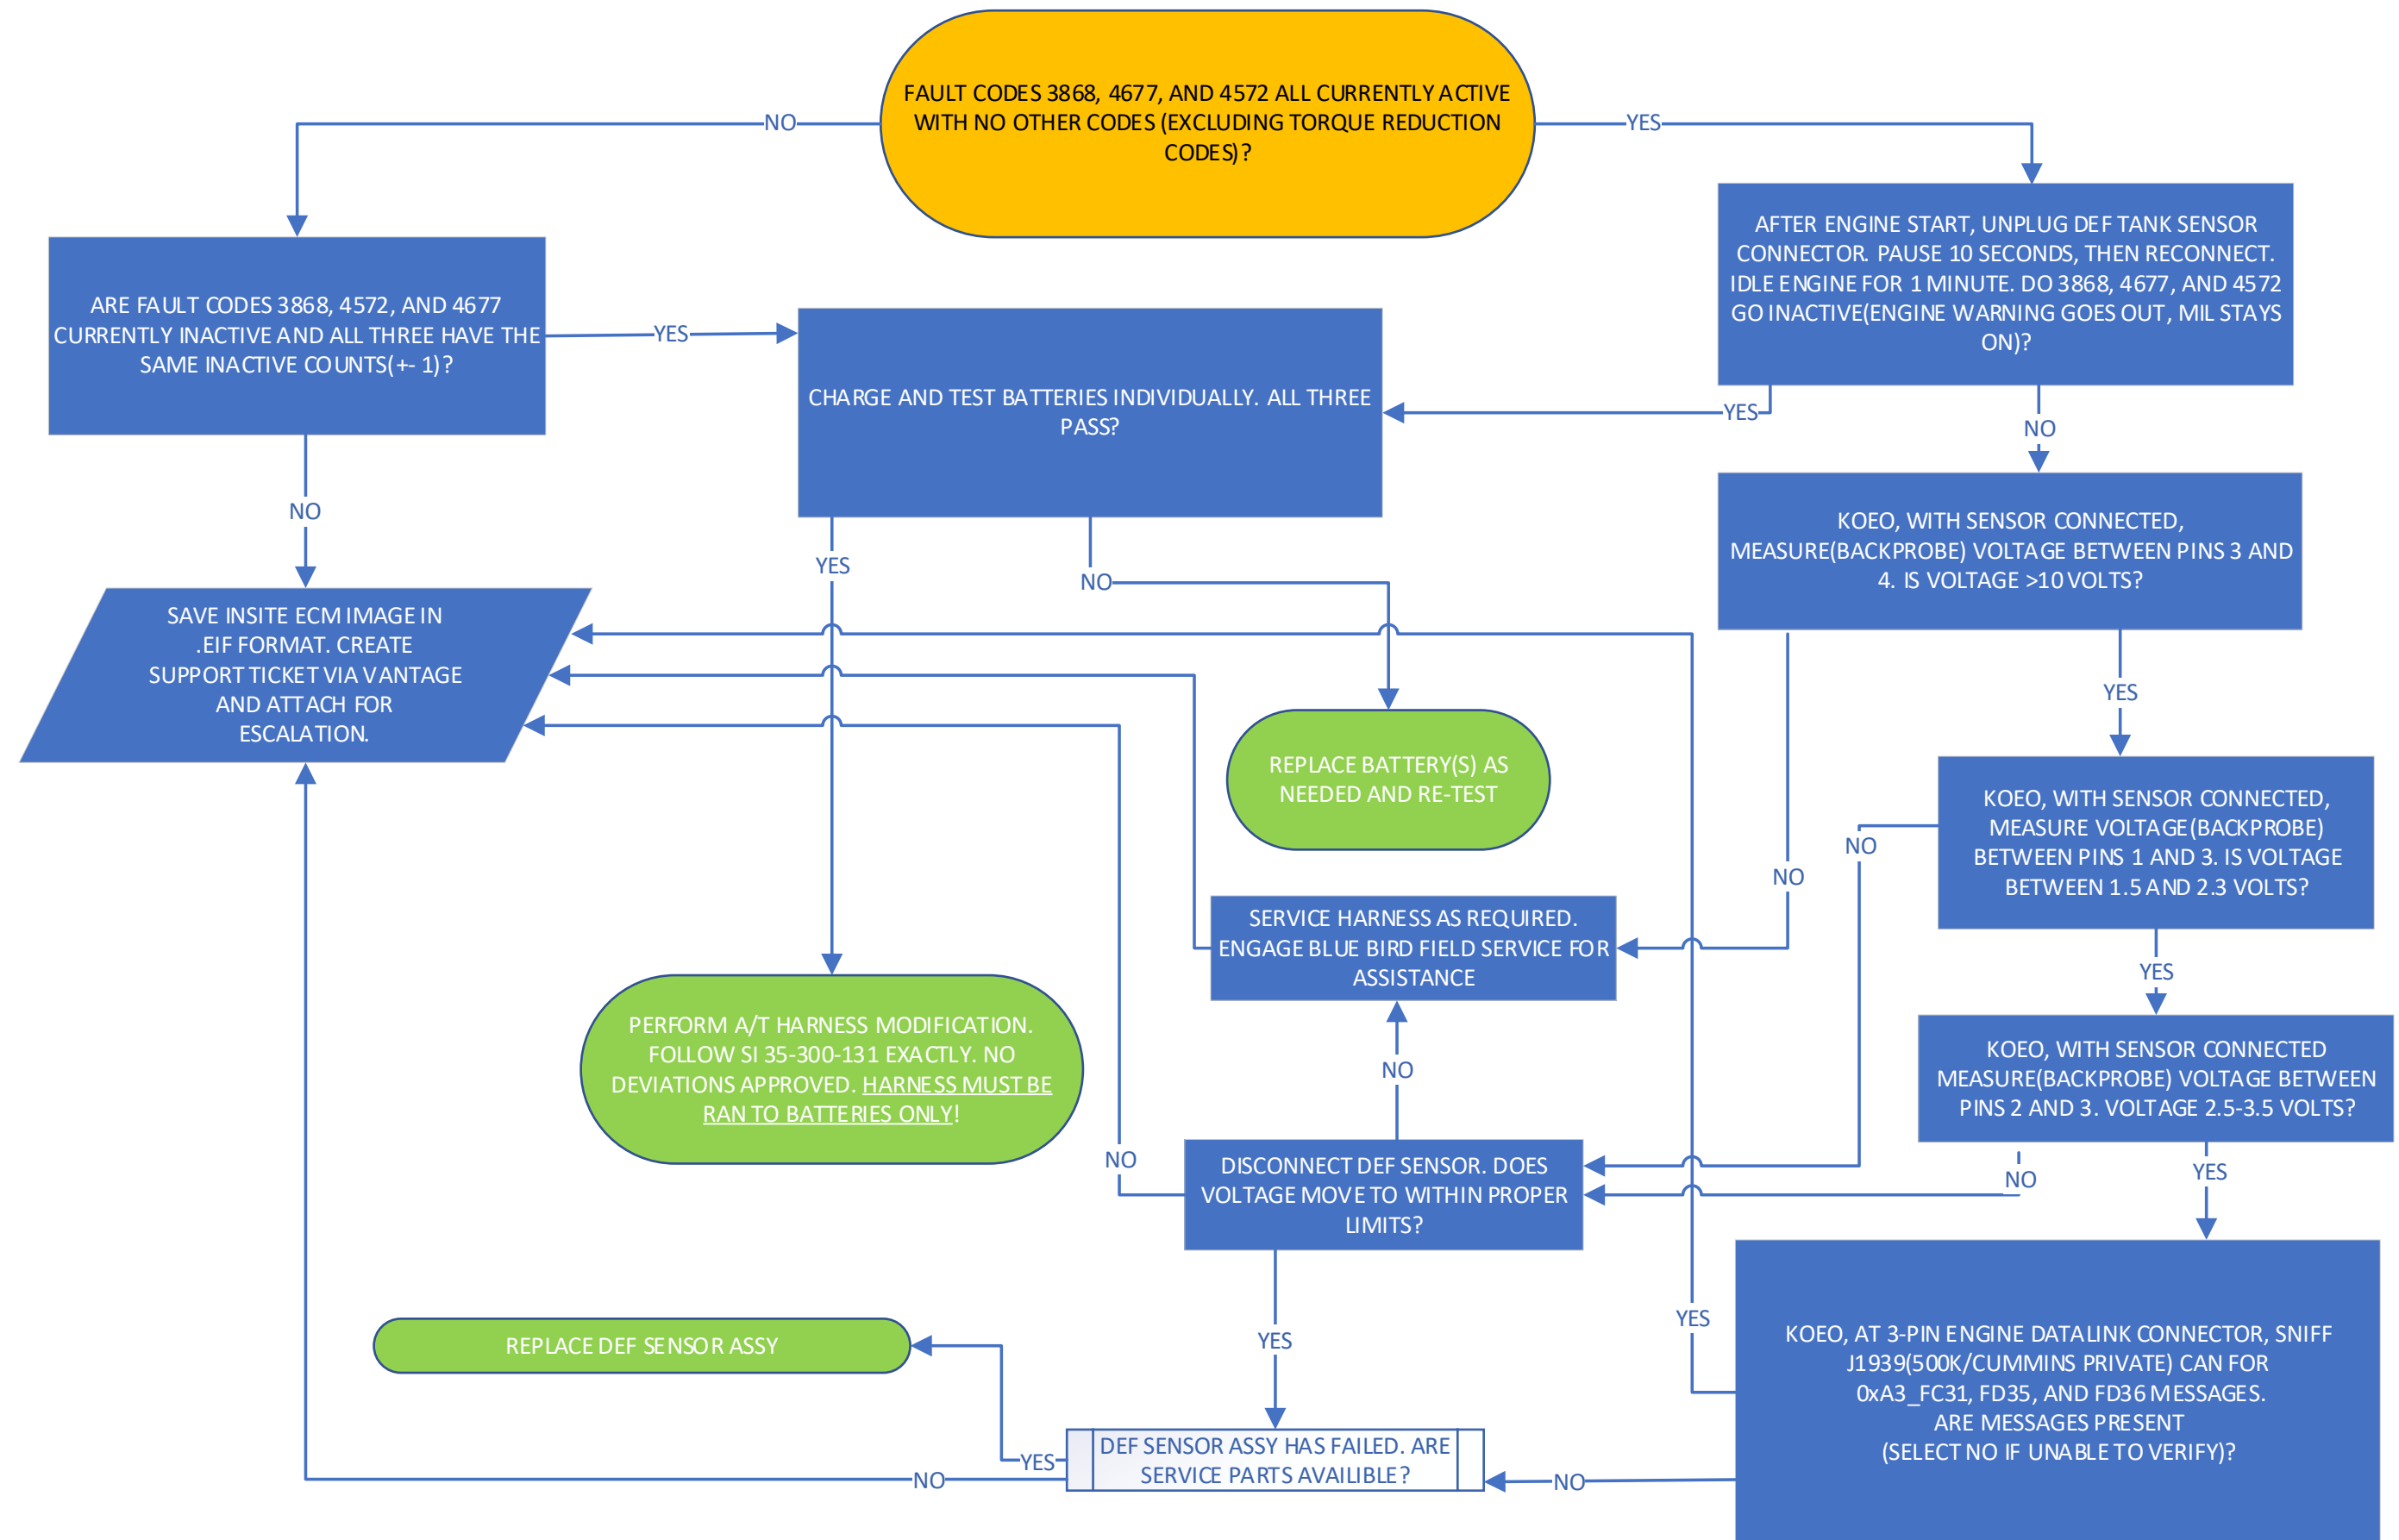 FAULT CODES 3868, 4677, AND 4572 ALL CURRENTLY ACTIVE
WITH NO OTHER CODES (EXCLUDING TORQUE REDUCTION
CODES)?
NO
YES
ARE FAULT CODES 3868, 4572, AND 4677
CURRENTLY INACTIVE AND ALL THREE HAVE THE
SAME INACTIVE COUNTS(+- 1)?
YES
NO
AFTER ENGINE START, UNPLUG DEF TANK SENSOR
CONNECTOR. PAUSE 10 SECONDS, THEN RECONNECT.
IDLE ENGINE FOR 1 MINUTE. DO 3868, 4677, AND 4572
GO INACTIVE(ENGINE WARNING GOES OUT, MIL STAYS
ON)?
YES
NO
CHARGE AND TEST BATTERIES INDIVIDUALLY. ALL THREE
PASS?
YES
NO
KOEO, WITH SENSOR CONNECTED,
MEASURE(BACKPROBE) VOLTAGE BETWEEN PINS 3 AND
4. IS VOLTAGE >10 VOLTS?
NO
YES
SAVE INSITE ECM IMAGE IN
.EIF FORMAT. CREATE
SUPPORT TICKET VIA VANTAGE
AND ATTACH FOR
ESCALATION.
REPLACE BATTERY(S) AS
NEEDED AND RE-TEST
KOEO, WITH SENSOR CONNECTED,
MEASURE VOLTAGE(BACKPROBE)
BETWEEN PINS 1 AND 3. IS VOLTAGE
BETWEEN 1.5 AND 2.3 VOLTS?
NO
YES
SERVICE HARNESS AS REQUIRED.
ENGAGE BLUE BIRD FIELD SERVICE FOR
ASSISTANCE
PERFORM A/T HARNESS MODIFICATION.
FOLLOW SI 35-300-131 EXACTLY. NO
DEVIATIONS APPROVED. HARNESS MUST BE
RAN TO BATTERIES ONLY!
KOEO, WITH SENSOR CONNECTED
MEASURE(BACKPROBE) VOLTAGE BETWEEN
PINS 2 AND 3. VOLTAGE 2.5-3.5 VOLTS?
NO
YES
NO
DISCONNECT DEF SENSOR. DOES
VOLTAGE MOVE TO WITHIN PROPER
LIMITS?
NO
YES
KOEO, AT 3-PIN ENGINE DATALINK CONNECTOR, SNIFF
J1939(500K/CUMMINS PRIVATE) CAN FOR
0xA3_FC31, FD35, AND FD36 MESSAGES.
ARE MESSAGES PRESENT
(SELECT NO IF UNABLE TO VERIFY)?
YES
NO
REPLACE DEF SENSOR ASSY
DEF SENSOR ASSY HAS FAILED. ARE
SERVICE PARTS AVAILIBLE?
YES
NO